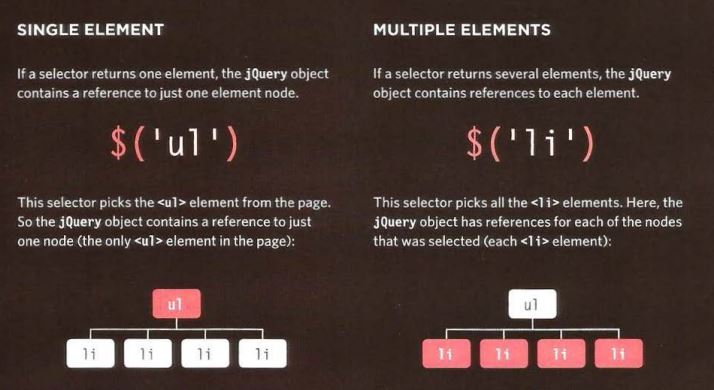 SINGLE ELEMENT
If a selector returns one element, the jQuery object
contains a reference to just one element node.
$('ul')
This selector picks the <ul> element from the page.
So the jQuery object contains a reference to just
one node (the only <ul> element in the page):
ul
li li li li
MULTIPLE ELEMENTS
If a selector returns several elements, the jQuery
object contains references to each element.
$('li')
This selector picks all the <li> elements. Here, the
jQuery object has references for each of the nodes
that was selected (each <li> element):
ul
li li li li